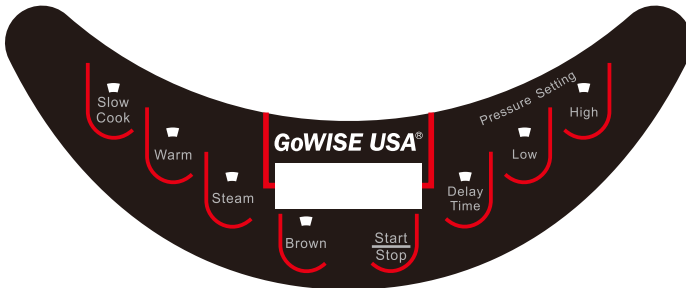 Slow
Cook
Warm
Steam
Brown
GoWISE USA®
Start
Stop
Delay
Time
Low
High
Pressure Setting